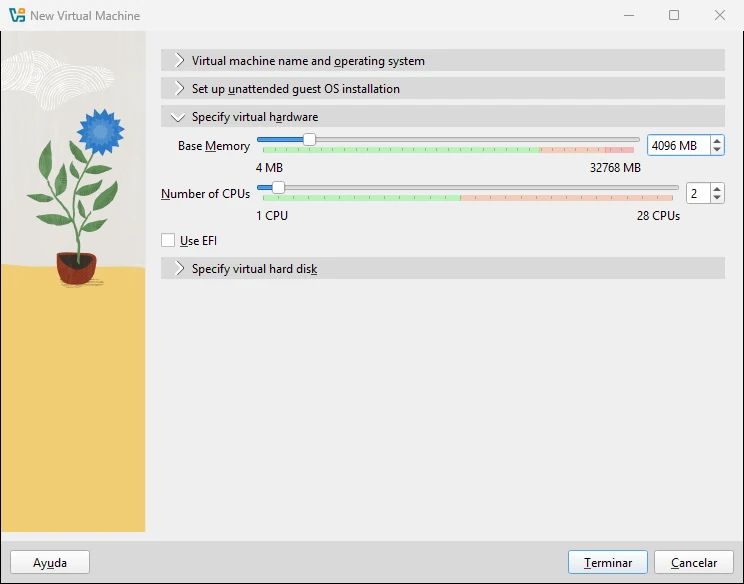 New Virtual Machine
Virtual machine name and operating system
Set up unattended guest OS installation
Specify virtual hardware
Base Memory
4096 MB
4 MB
32768 MB
Number of CPUs
2
1 CPU
28 CPUs
Use EFI
Specify virtual hard disk
Ayuda
Terminar
Cancelar